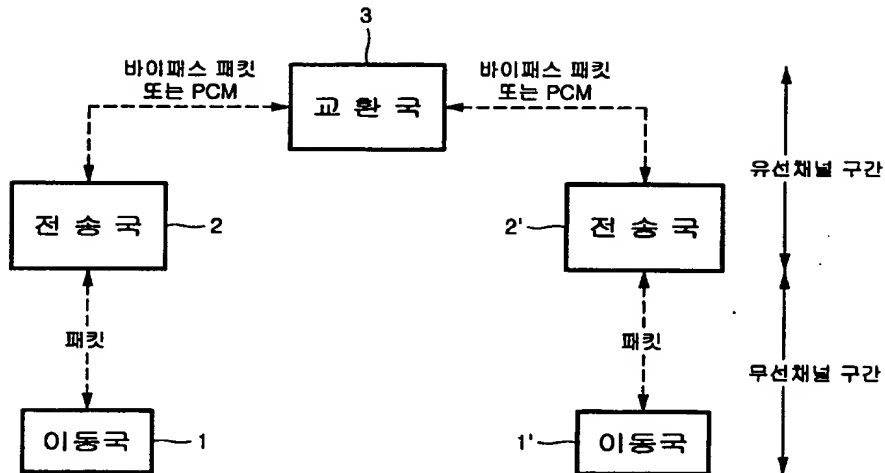 3
바이패스 패킷
또는 PCM
바이패스 패킷
또는 PCM
교 환 국
유선채널 구간
전 송 국
2
2'
전 송 국
패킷
패킷
무선채널 구간
이동국
1
1'
이동국